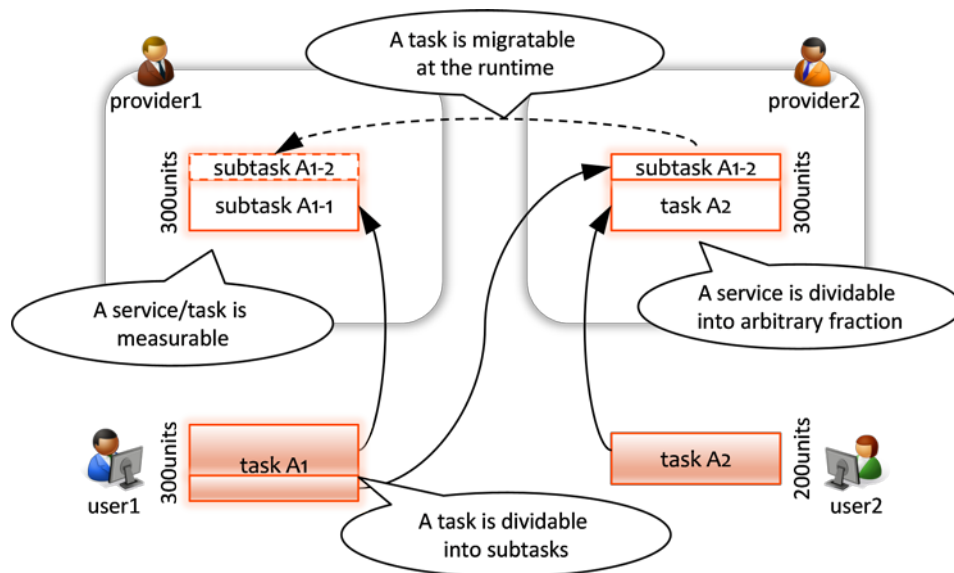 A task is migratable
at the runtime
provider1
provider2
300units
subtask A1-2
subtask A1-1
subtask A1-2
task A2
300units
A service/task is
measurable
A service is dividable
into arbitrary fraction
300units
task A1
task A2
200units
user1
user2
A task is dividable
into subtasks